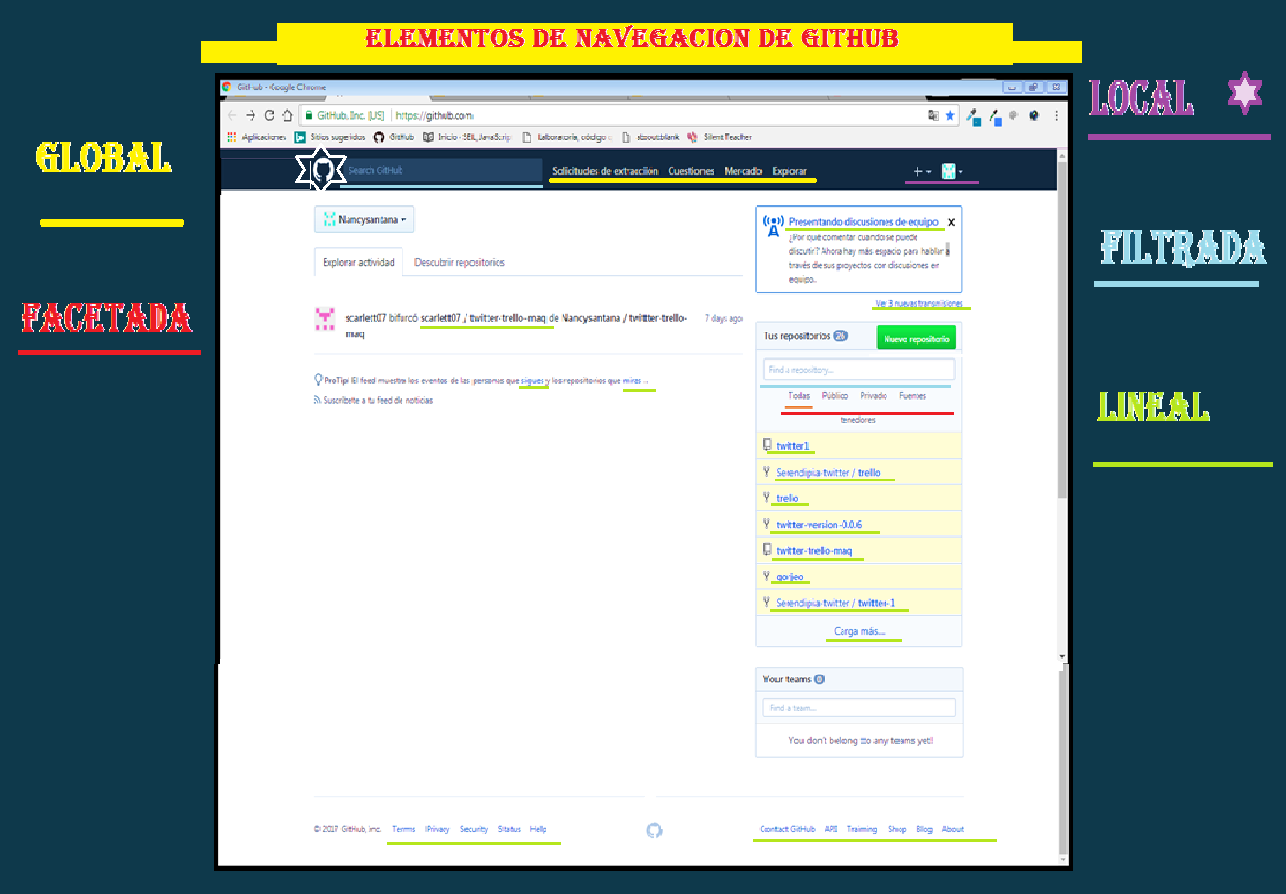 ELEMENTOS DE NAVEGACION DE GITHUB
GLOBAL
FACETADA
LOCAL
FILTRADA
LINEAL
GitHub - Google Chrome
GitHub, Inc. [US] | https://github.com
Aplicaciones Sitios sugeridos GitHub Inicio - SEIL JavaScrip Laboratoria, código about:blank Silent Teacher
Search GitHub Solicitudes de extracción Cuestiones Mercado Explorar
Nancysantana
Explorar actividad Descubrir repositorios
scarlett07 bifurcó scarlett07 / twitter-trello-maq de Nancysantana / twitter-trello-
maq
7 days ago
ProTip! El feed muestra los eventos de las personas que sigues y los repositorios que miras ..
Suscríbete a tu feed de noticias
Presentando discusiones de equipo x
¿Por qué comentar cuando se puede
discutir? Ahora hay más espacio para hablar a
través de sus proyectos con discusiones en
equipo..
Ver 3 nuevas transmisiones
Tus repositorios 26 Nuevo repositorio
Find a repository...
Todas Público Privado Fuentes
tenedores
twitter1
Serendipia-twitter / trello
trello
twitter-version-0.0.6
twitter-trello-maq
gorjeo
Serendipia-twitter / twitter-1
Carga más...
Your teams 0
Find a team...
You don't belong to any teams yet!
© 2017 GitHub, Inc. Terms Privacy Security Status Help
Contact GitHub API Training Shop Blog About